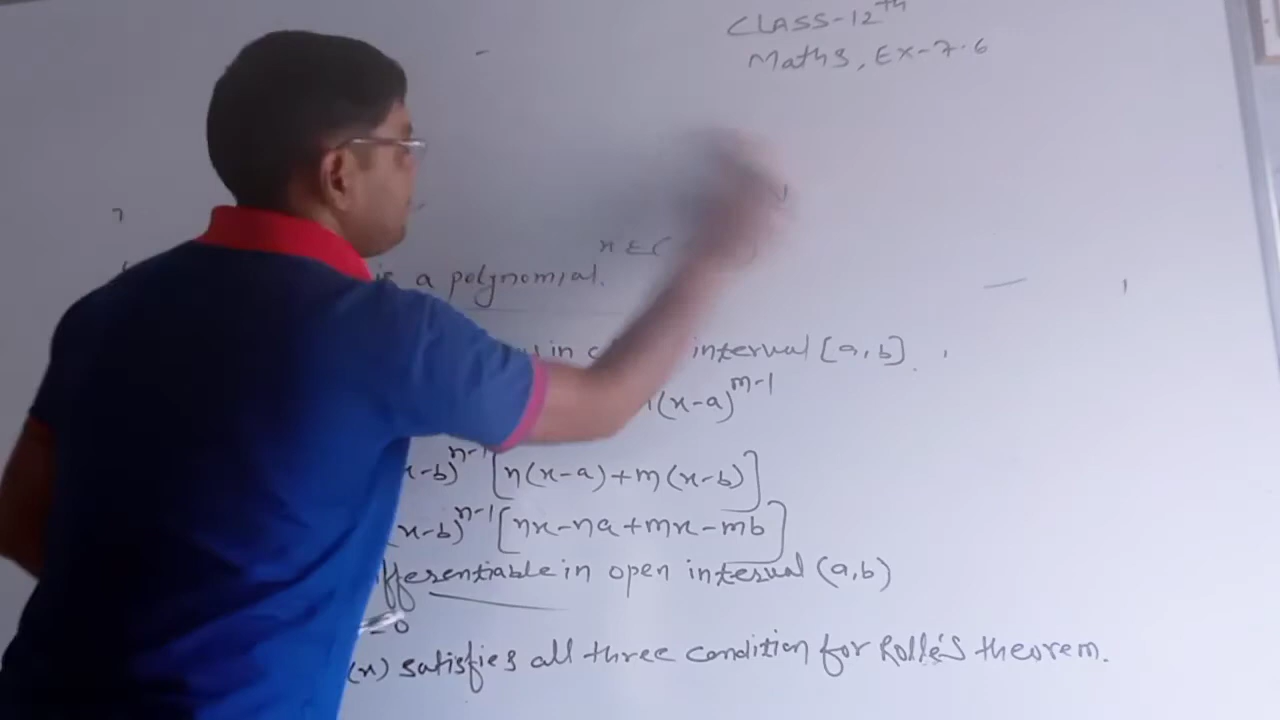 CLASS-12th
Maths, Ex-7.6
x ∈ (
is a polynomial.
in interval [a,b]
(x-a)^m-1
x-b)^n-1 [n(x-a)+m(x-b)]
(x-b)^n-1 [nx-na+mx-mb]
fferentiable in open interval (a,b)
=0
(x) satisfies all three condition for Rolle's theorem.